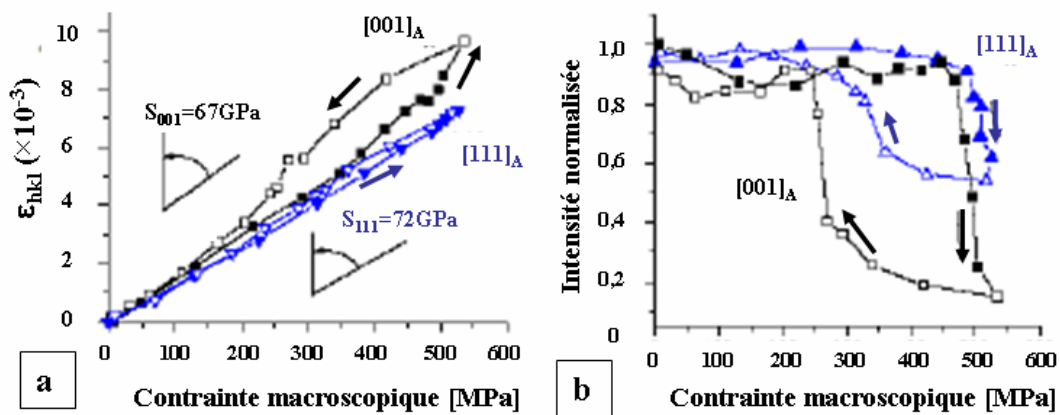 10
8
6
4
2
0
ε_hkl (×10⁻³)
[001]_A
S_001=67GPa
[111]_A
S_111=72GPa
0 100 200 300 400 500 600
Contrainte macroscopique [MPa]
a
1,0
0,8
0,6
0,4
0,2
,0
Intensité normalisée
[111]_A
[001]_A
0 100 200 300 400 500 600
Contrainte macroscopique [MPa]
b